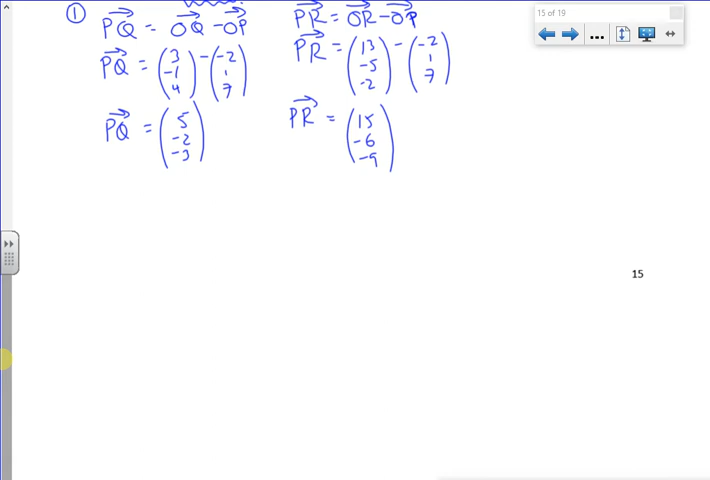 ① PQ = OQ - OP
PQ = (3 -1 4) - (-2 1 7)
PQ = (5 -2 -3)
PR = OR - OP
PR = (13 -5 -2) - (-2 1 7)
PR = (15 -6 -9)
15 of 19
15